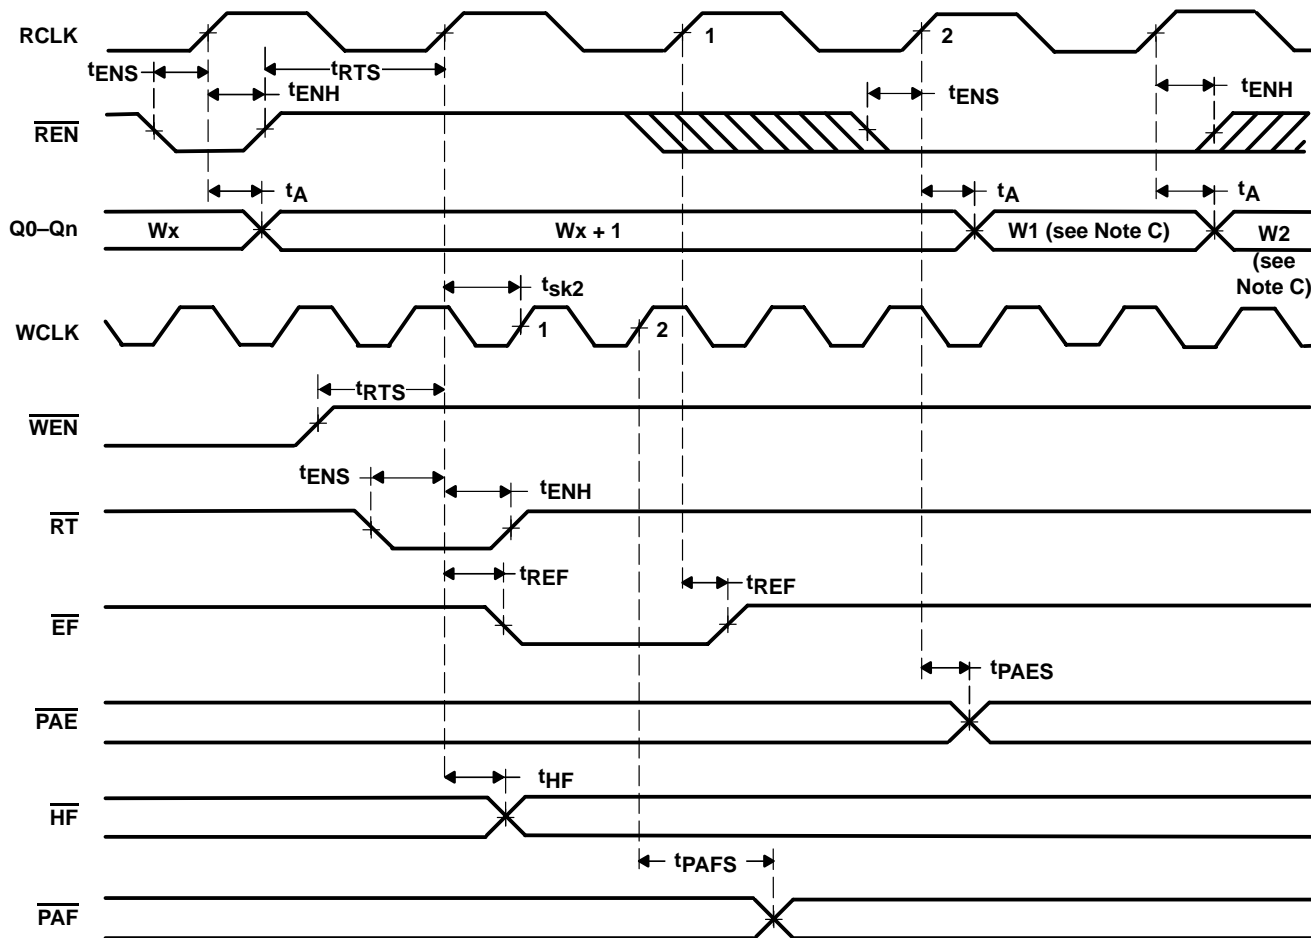 RCLK 1 2
tENS tRTS
tENH tENS tENH
REN
tA tA tA
Q0–Qn Wx Wx + 1 W1 (see Note C) W2
(see
Note C)
tsk2
WCLK 1 2
tRTS
WEN
tENS tENH
RT
tREF tREF
EF
tPAES
PAE
tHF
HF
tPAFS
PAF